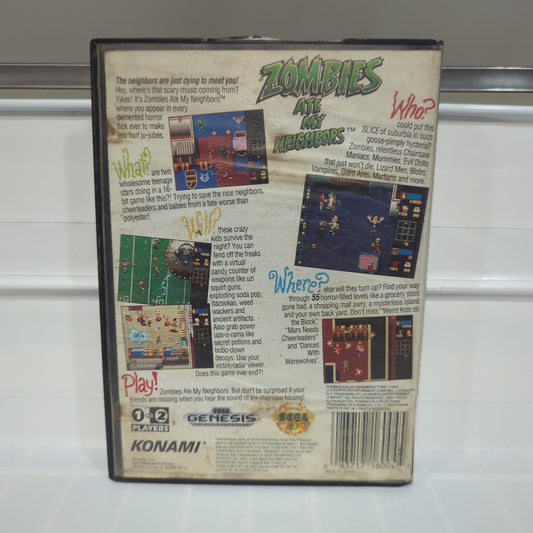 The neighbors are just dying to meet you!
Hey, where's that scary music coming from?
Yikes! It's Zombies Ate My Neighbors!™
where you appear in every
demented horror
flick ever to make
you hurl ju-jubes.
ZOMBIES
ATE
MY
NEIGHBORS™
Who?
could put this
SLICE of suburbia in such
goose-pimply hysteria?
Zombies, relentless Chainsaw
Maniacs, Mummies, Evil Dolls
that just won't die, Lizard Men, Blobs,
Vampires, Giant Ants, Martians and more.
What?
are two
wholesome teenage
stars doing in a 16-
bit game like this?! Trying to save the nice neighbors,
cheerleaders and babies from a fate worse than
polyester!
Will?
these crazy
kids survive the
night? You can
fend off the freaks
with a virtual
candy counter of
weapons like uzi
squirt guns,
exploding soda pop,
bazookas, weed
wackers and
ancient artifacts.
Also grab power
ups-o-rama like
secret potions and
bobo clown
decoys. Use your
victim-radar viewer.
Does this game ever end?!
Where?
else will they turn up? Find your way
through 55 horror-filled levels like a grocery store
gone bad, a shopping mall awry, a mysterious island
and your own back yard. Don't miss "Weird Kids on
the Block,"
"Mars Needs
Cheerleaders"
and "Dances
With
Werewolves".
Play!
Zombies Ate My Neighbors. But don't be surprised if your
friends are missing when you hear the sound of the chainsaw hissing!
1 OR 2
PLAYERS
SEGA
GENESIS
SEGA
KONAMI®
0 83717 16004